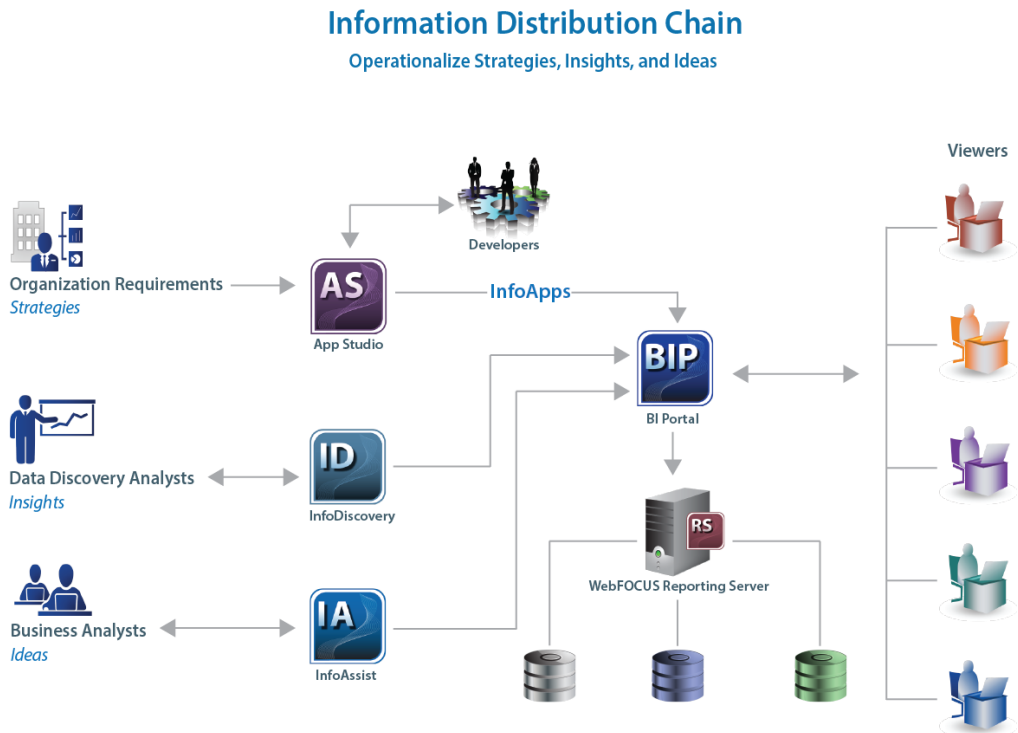 Information Distribution Chain
Operationalize Strategies, Insights, and Ideas
Viewers
Developers
Organization Requirements
Strategies
AS
App Studio
InfoApps
BIP
BI Portal
Data Discovery Analysts
Insights
ID
InfoDiscovery
RS
WebFOCUS Reporting Server
Business Analysts
Ideas
IA
InfoAssist